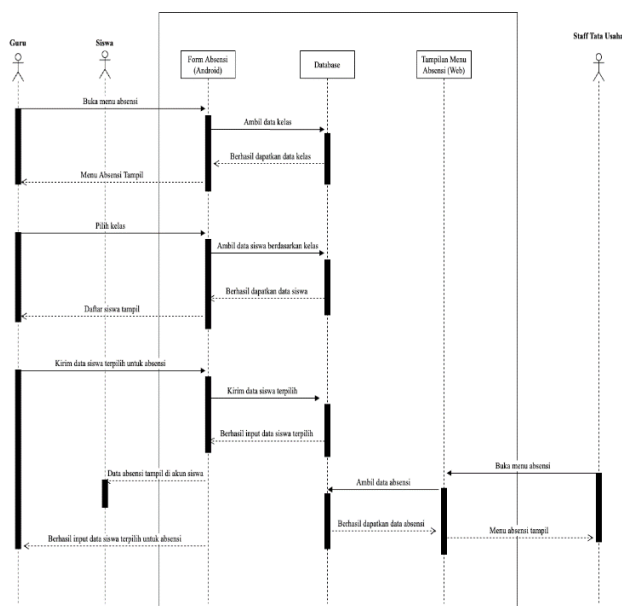 Guru
Siswa
Form Absensi
(Android)
Database
Tampilan Menu
Absensi (Web)
Staff Tata Usaha
Buka menu absensi
Ambil data kelas
Berhasil dapatkan data kelas
Menu Absensi Tampil
Pilih kelas
Ambil data siswa berdasarkan kelas
Berhasil dapatkan data siswa
Daftar siswa tampil
Kirim data siswa terpilih untuk absensi
Kirim data siswa terpilih
Berhasil input data siswa terpilih
Buka menu absensi
Data absensi tampil di akun siswa
Ambil data absensi
Berhasil dapatkan data absensi
Menu absensi tampil
Berhasil input data siswa terpilih untuk absensi